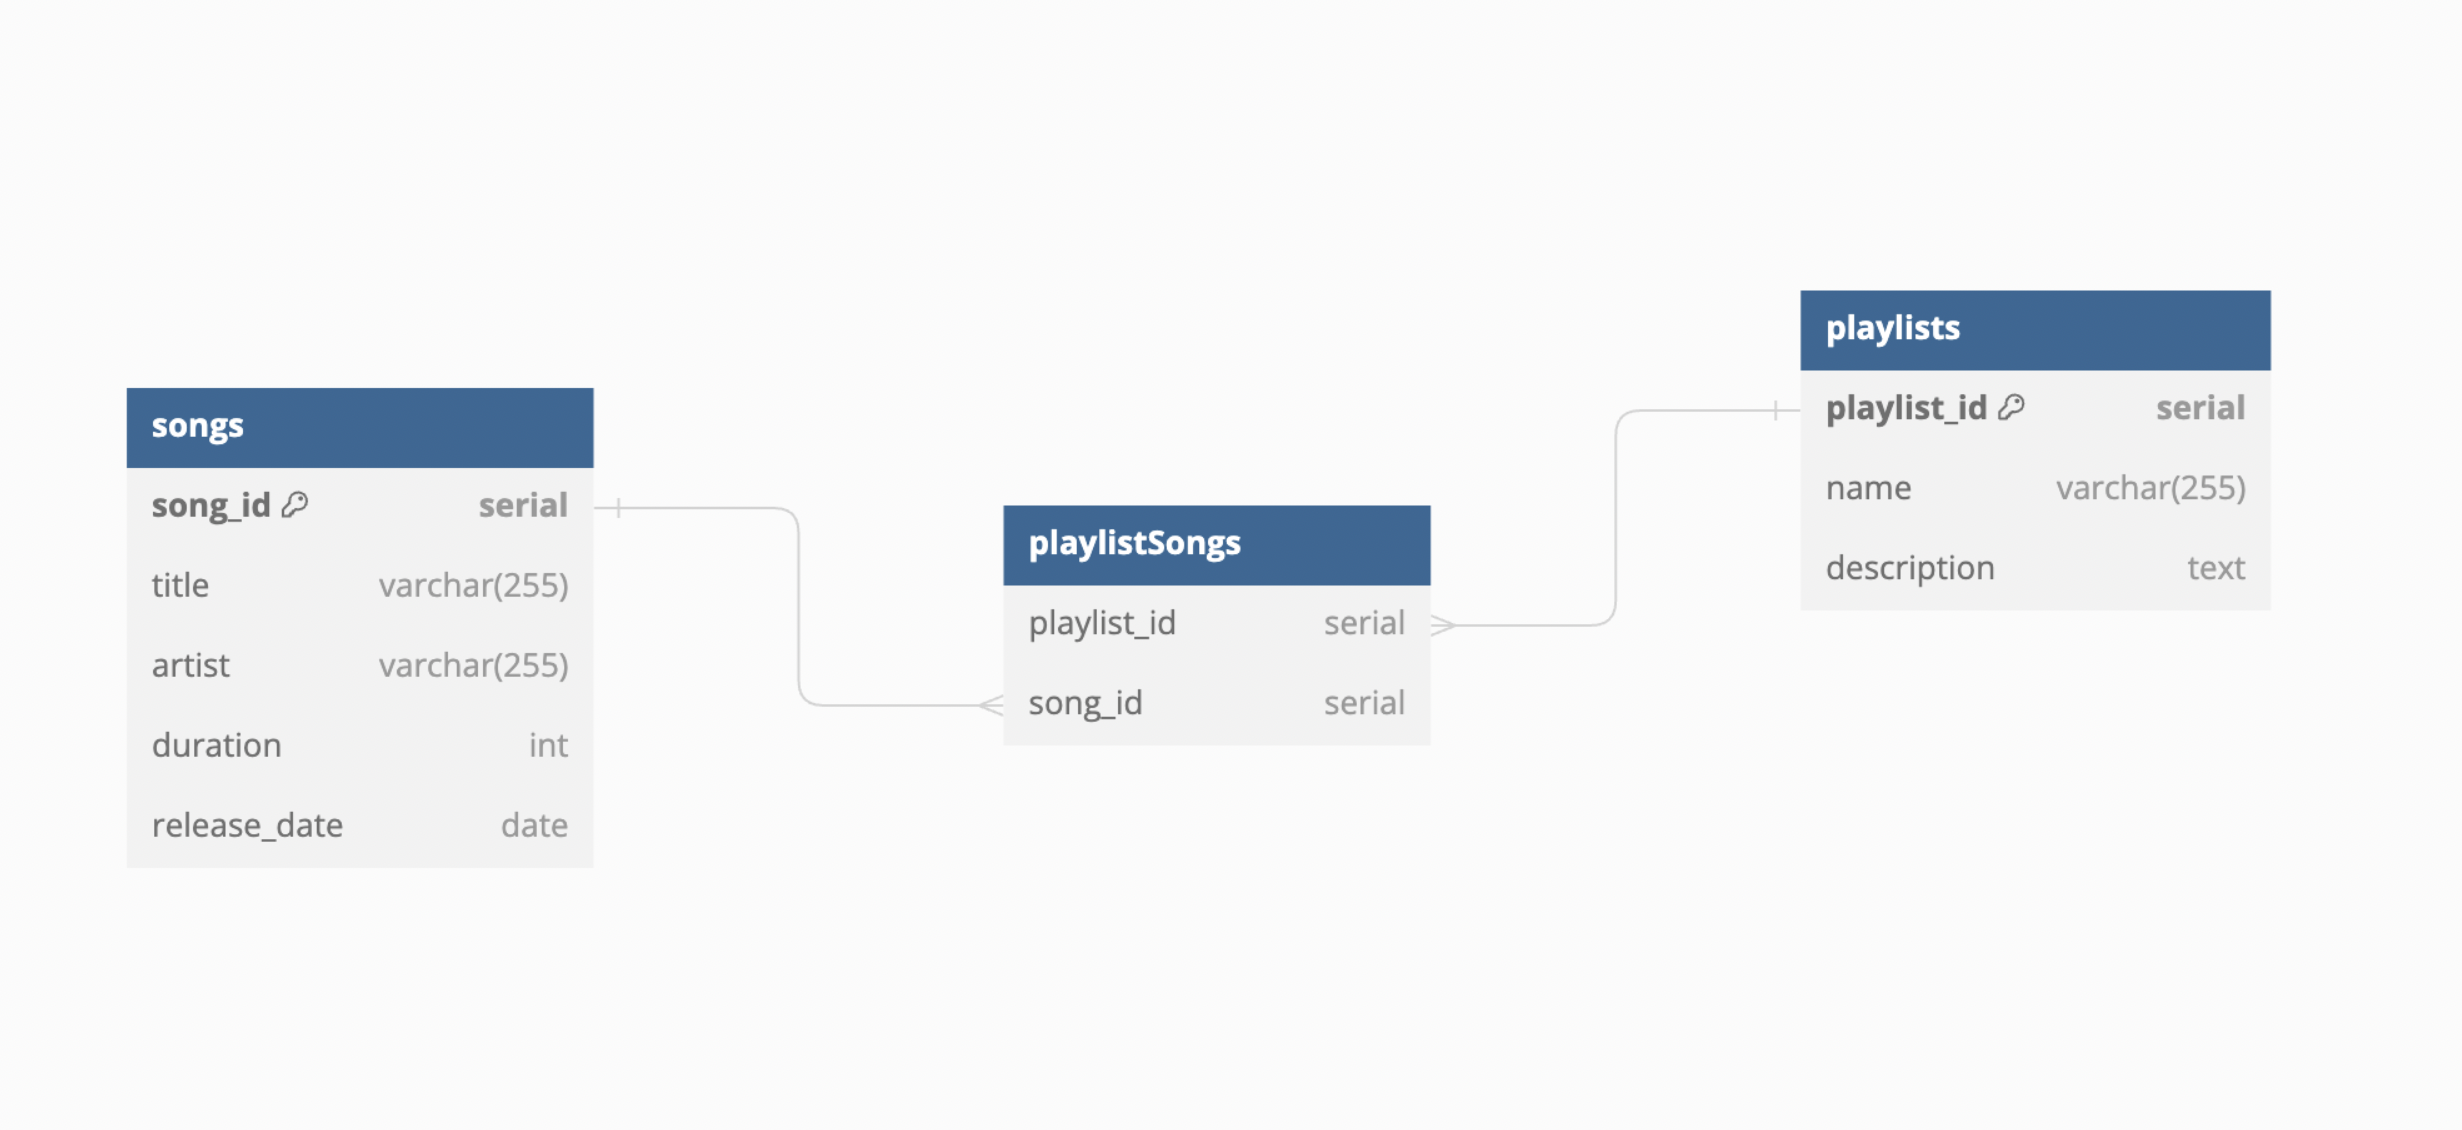 songs
song_id serial
title varchar(255)
artist varchar(255)
duration int
release_date date
playlistSongs
playlist_id serial
song_id serial
playlists
playlist_id serial
name varchar(255)
description text